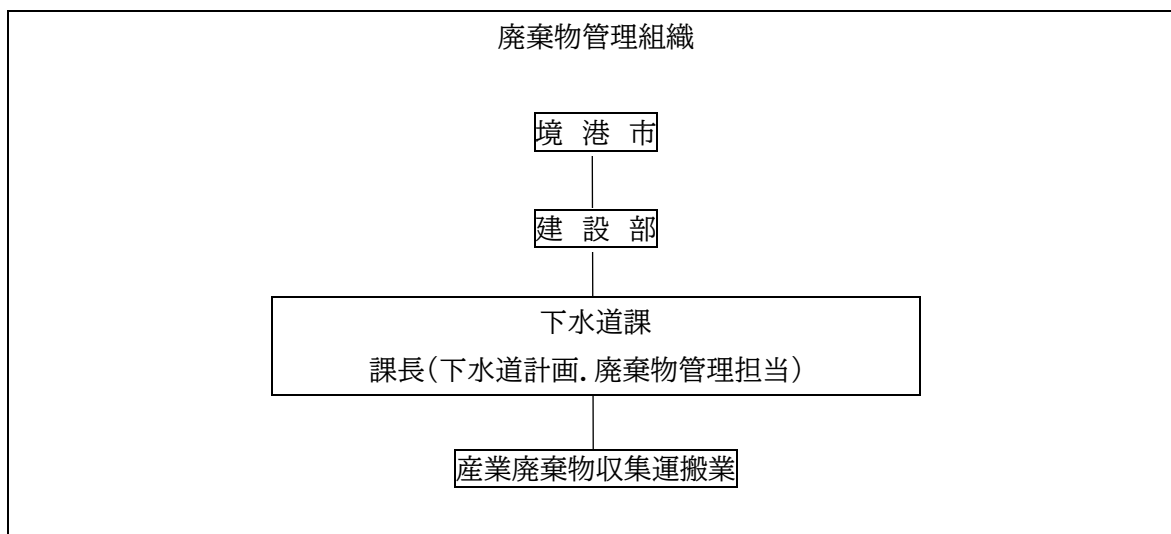 廃棄物管理組織
境 港 市
建 設 部
下水道課
課長(下水道計画.廃棄物管理担当)
産業廃棄物収集運搬業